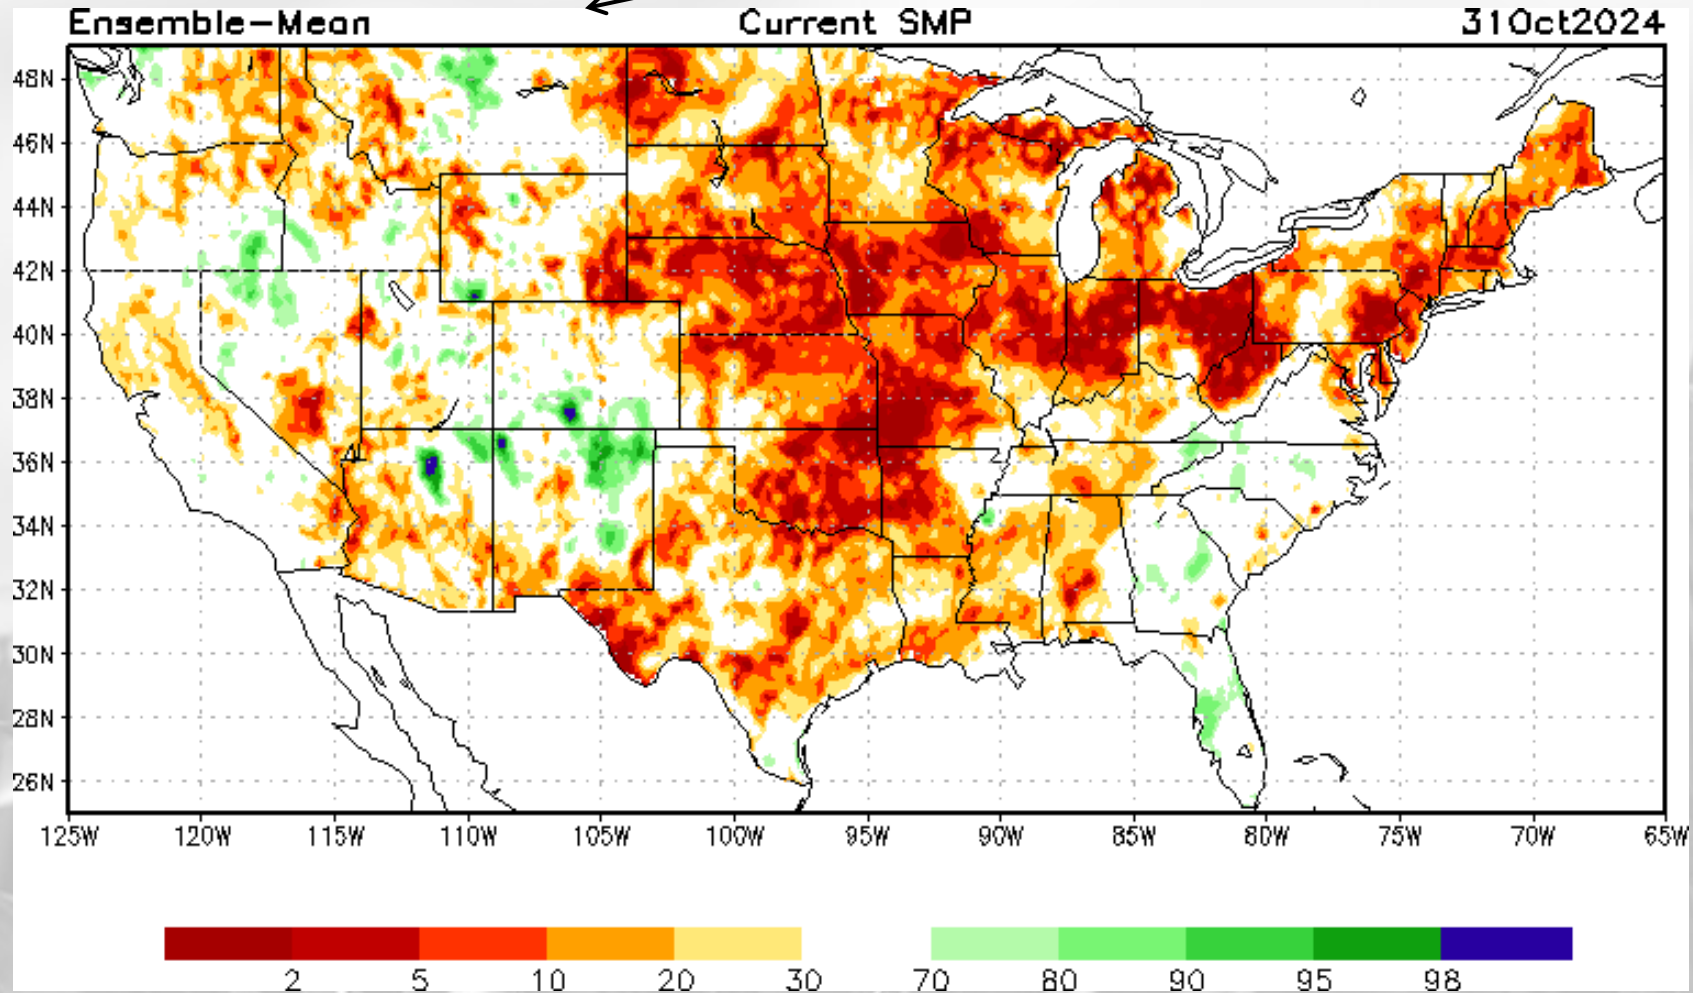 Ensemble-Mean Current SMP 31Oct2024
48N
46N
44N
42N
40N
38N
36N
34N
32N
30N
28N
26N
125W 120W 115W 110W 105W 100W 95W 90W 85W 80W 75W 70W 65W
2 5 10 20 30 70 80 90 95 98